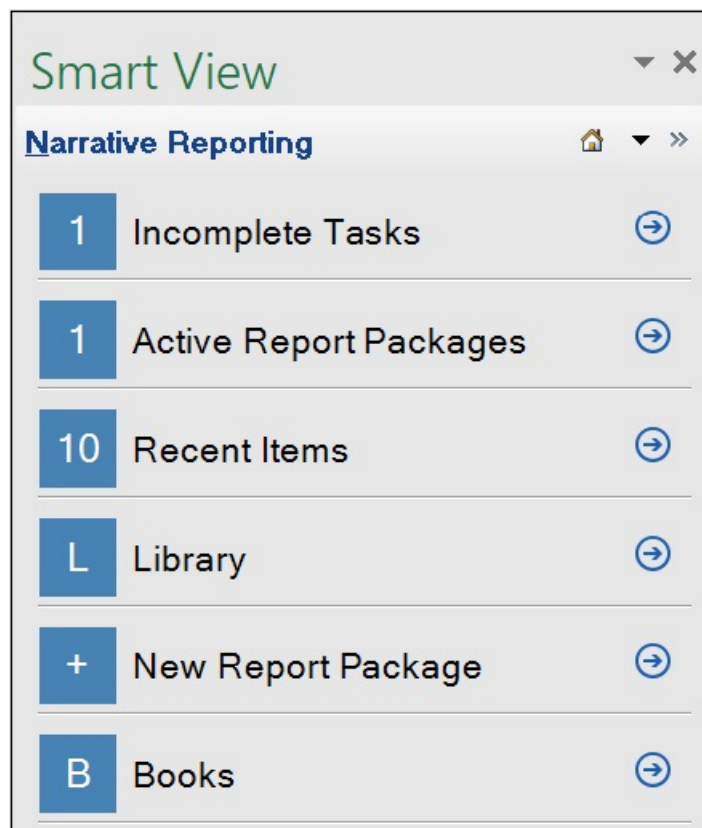 Smart View
Narrative Reporting
1 Incomplete Tasks
1 Active Report Packages
10 Recent Items
L Library
+ New Report Package
B Books